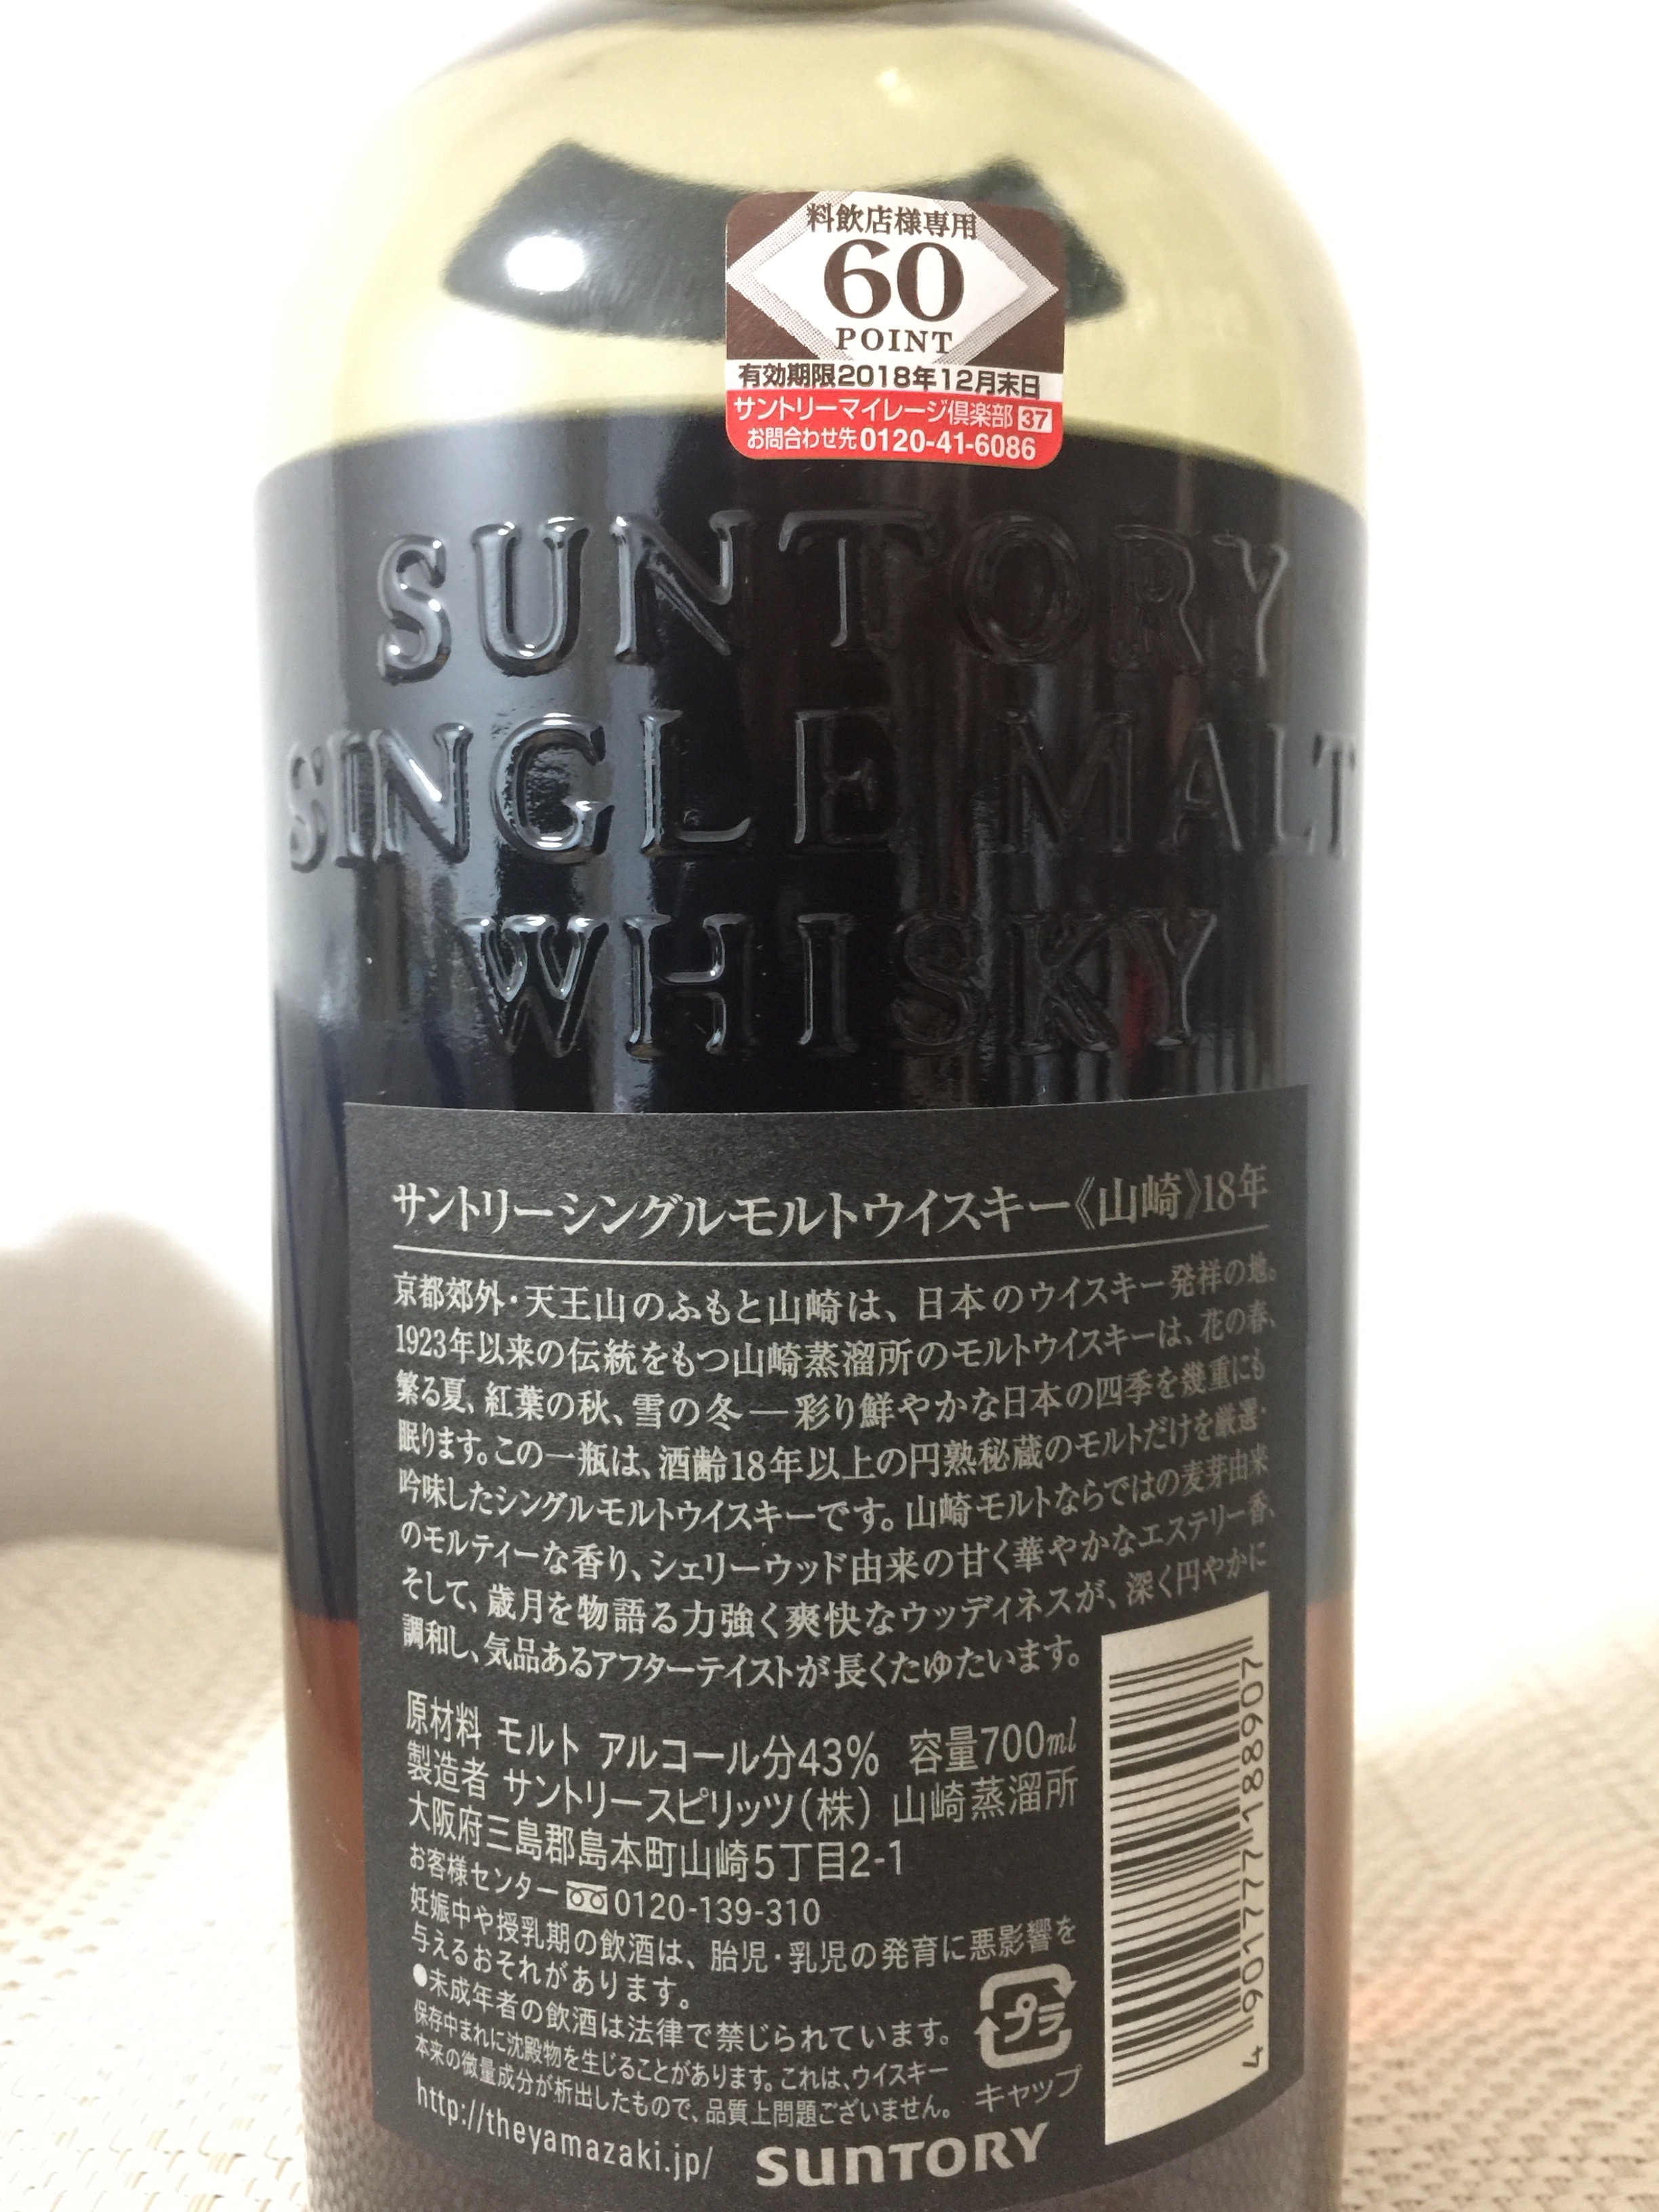 料飲店様専用
60
POINT
有効期限2018年12月末日
サントリーマイレージ倶楽部 37
お問合わせ先 0120-41-6086
SUNTORY
SINGLE MALT
WHISKY
サントリーシングルモルトウイスキー《山崎》18年
京都郊外・天王山のふもと山崎は、日本のウイスキー発祥の地。
1923年以来の伝統をもつ山崎蒸溜所のモルトウイスキーは、花の春、
繁る夏、紅葉の秋、雪の冬―彩り鮮やかな日本の四季を幾重にも
眠ります。この一瓶は、酒齢18年以上の円熟秘蔵のモルトだけを厳選・
吟味したシングルモルトウイスキーです。山崎モルトならではの麦芽由来
のモルティーな香り、シェリーウッド由来の甘く華やかなエステリー香、
そして、歳月を物語る力強く爽快なウッディネスが、深く円やかに
調和し、気品あるアフターテイストが長くたゆたいます。
原材料 モルト アルコール分43% 容量700ml
製造者 サントリースピリッツ(株) 山崎蒸溜所
大阪府三島郡島本町山崎5丁目2-1
お客様センター 0120-139-310
妊娠中や授乳期の飲酒は、胎児・乳児の発育に悪影響を
与えるおそれがあります。
●未成年者の飲酒は法律で禁じられています。
保存中まれに沈殿物を生じることがあります。これは、ウイスキー
本来の微量成分が析出したもので、品質上問題ございません。
http://theyamazaki.jp/
SUNTORY
プラ
キャップ
4 901777 188907